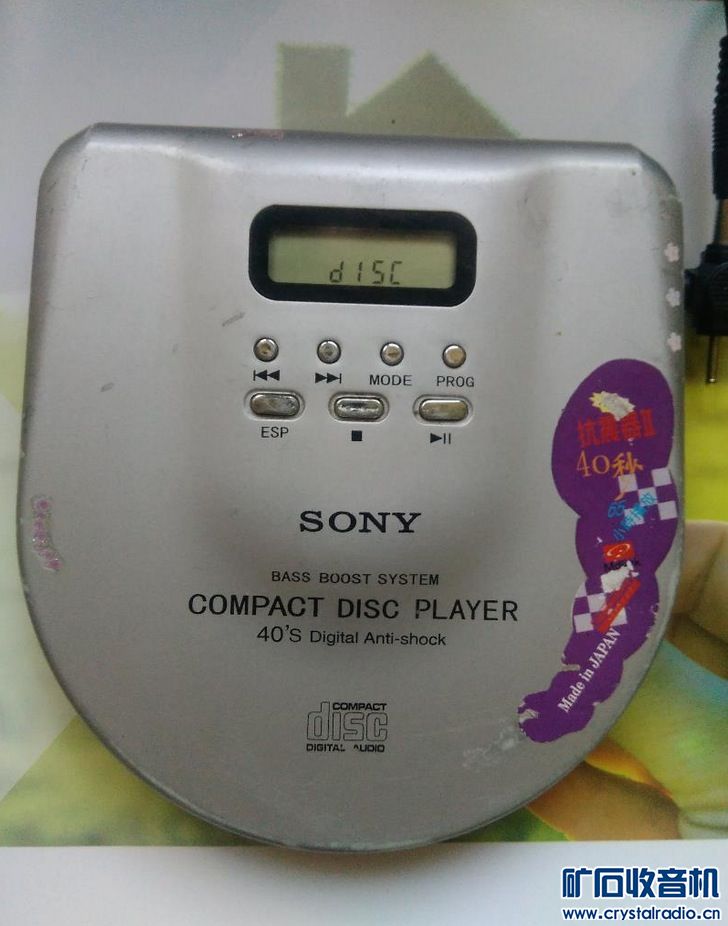 dISC
MODE
PROG
ESP
抗震器II
40秒
65
SONY
BASS BOOST SYSTEM
COMPACT DISC PLAYER
40'S Digital Anti-shock
Made in JAPAN
COMPACT
disc
DIGITAL AUDIO
矿石收音机
www.crystalradio.cn